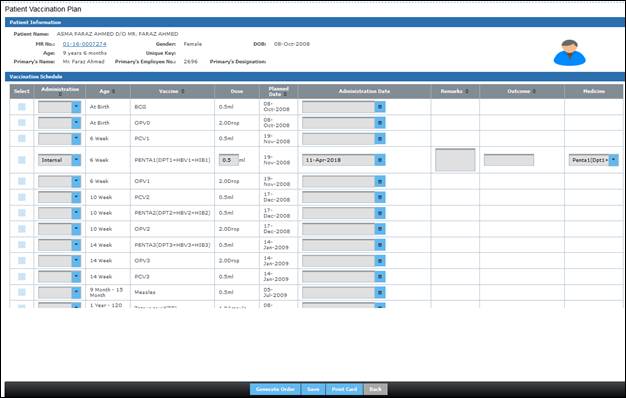 Patient Vaccination Plan
Patient Information
Patient Name: ASMA FARAZ AHMED D/O MR. FARAZ AHMED
MR No.: 01-16-0007274 Gender: Female DOB: 08-Oct-2008
Age: 9 years 6 months Unique Key:
Primary's Name: Mr. Faraz Ahmed Primary's Employee No.: 2696 Primary's Designation:
Vaccination Schedule
Select Administration Age Vaccine Dose Planned Date Administration Date Remarks Outcome Medicine
At Birth BCG 0.5ml 08-Oct-2008
At Birth OPV0 2.0Drop 08-Oct-2008
6 Week PCV1 0.5ml 19-Nov-2008
Internal 6 Week PENTA1(DPT1+HBV1+HIB1) 0.5 ml 19-Nov-2008 11-Apr-2018 Penta1(Dpt1+
6 Week OPV1 2.0Drop 19-Nov-2008
10 Week PCV2 0.5ml 17-Dec-2008
10 Week PENTA2(DPT2+HBV2+HIB2) 0.5ml 17-Dec-2008
10 Week OPV2 2.0Drop 17-Dec-2008
14 Week PENTA3(DPT3+HBV3+HIB3) 0.5ml 14-Jan-2009
14 Week OPV3 2.0Drop 14-Jan-2009
14 Week PCV3 0.5ml 14-Jan-2009
9 Month - 15 Month Measles 0.5ml 05-Jul-2009
1 Year - 120 08-
Generate Order Save Print Card Back